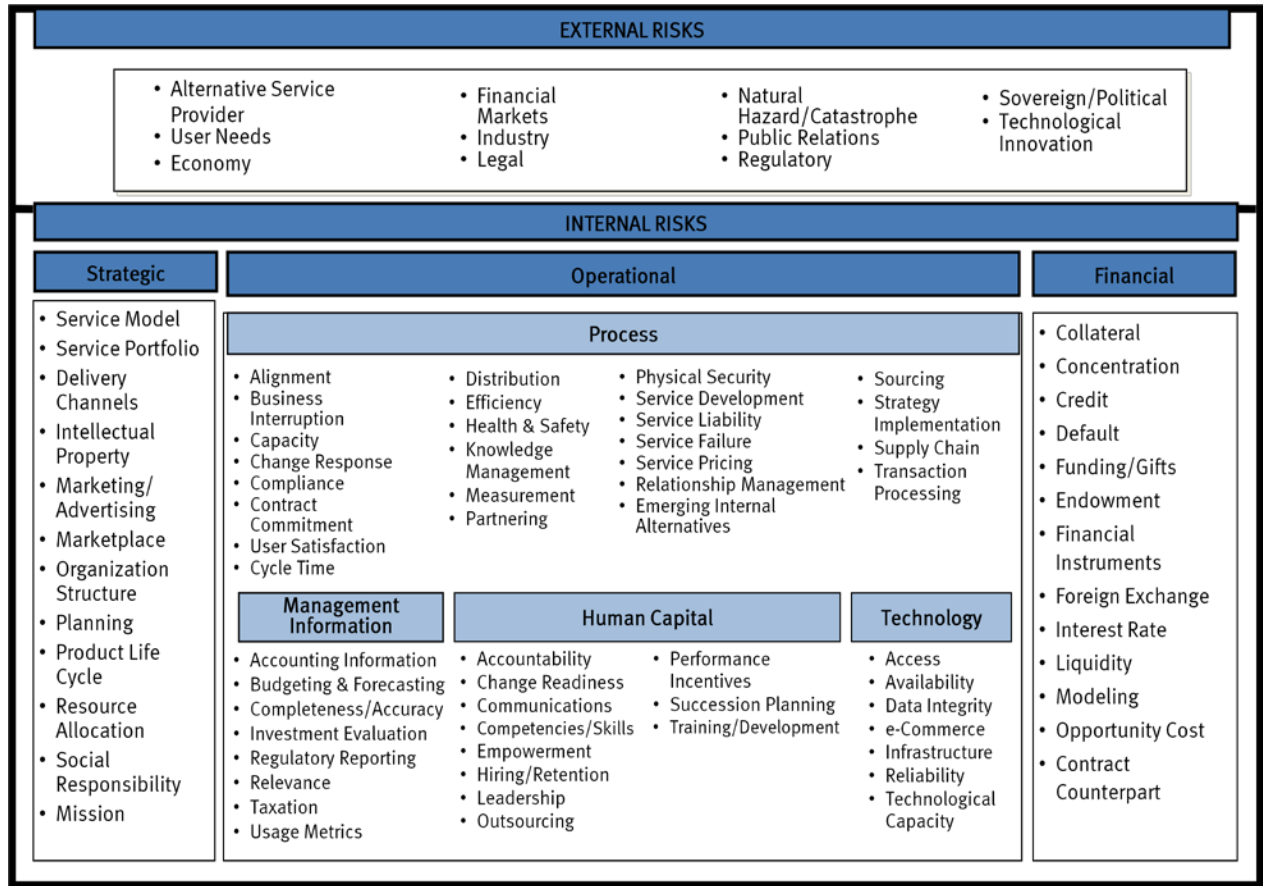 EXTERNAL RISKS
• Alternative Service
Provider
• User Needs
• Economy
• Financial
Markets
• Industry
• Legal
• Natural
Hazard/Catastrophe
• Public Relations
• Regulatory
• Sovereign/Political
• Technological
Innovation
INTERNAL RISKS
Strategic
• Service Model
• Service Portfolio
• Delivery
Channels
• Intellectual
Property
• Marketing/
Advertising
• Marketplace
• Organization
Structure
• Planning
• Product Life
Cycle
• Resource
Allocation
• Social
Responsibility
• Mission
Operational
Process
• Alignment
• Business
Interruption
• Capacity
• Change Response
• Compliance
• Contract
Commitment
• User Satisfaction
• Cycle Time
• Distribution
• Efficiency
• Health & Safety
• Knowledge
Management
• Measurement
• Partnering
• Physical Security
• Service Development
• Service Liability
• Service Failure
• Service Pricing
• Relationship Management
• Emerging Internal
Alternatives
• Sourcing
• Strategy
Implementation
• Supply Chain
• Transaction
Processing
Management
Information
• Accounting Information
• Budgeting & Forecasting
• Completeness/Accuracy
• Investment Evaluation
• Regulatory Reporting
• Relevance
• Taxation
• Usage Metrics
Human Capital
• Accountability
• Change Readiness
• Communications
• Competencies/Skills
• Empowerment
• Hiring/Retention
• Leadership
• Outsourcing
• Performance
Incentives
• Succession Planning
• Training/Development
Technology
• Access
• Availability
• Data Integrity
• e-Commerce
• Infrastructure
• Reliability
• Technological
Capacity
Financial
• Collateral
• Concentration
• Credit
• Default
• Funding/Gifts
• Endowment
• Financial
Instruments
• Foreign Exchange
• Interest Rate
• Liquidity
• Modeling
• Opportunity Cost
• Contract
Counterpart